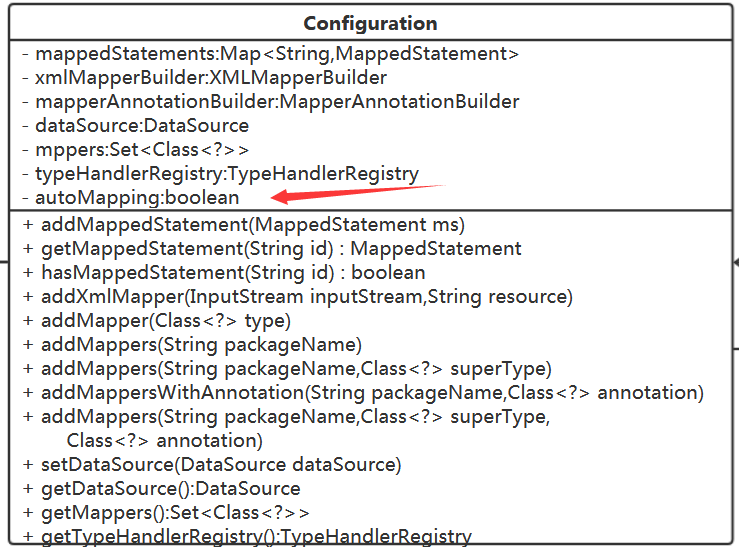 Configuration
- mappedStatements:Map<String,MappedStatement>
- xmlMapperBuilder:XMLMapperBuilder
- mapperAnnotationBuilder:MapperAnnotationBuilder
- dataSource:DataSource
- mppers:Set<Class<?>>
- typeHandlerRegistry:TypeHandlerRegistry
- autoMapping:boolean
+ addMappedStatement(MappedStatement ms)
+ getMappedStatement(String id) : MappedStatement
+ hasMappedStatement(String id) : boolean
+ addXmlMapper(InputStream inputStream,String resource)
+ addMapper(Class<?> type)
+ addMappers(String packageName)
+ addMappers(String packageName,Class<?> superType)
+ addMappersWithAnnotation(String packageName,Class<?> annotation)
+ addMappers(String packageName,Class<?> superType,
Class<?> annotation)
+ setDataSource(DataSource dataSource)
+ getDataSource():DataSource
+ getMappers():Set<Class<?>>
+ getTypeHandlerRegistry():TypeHandlerRegistry